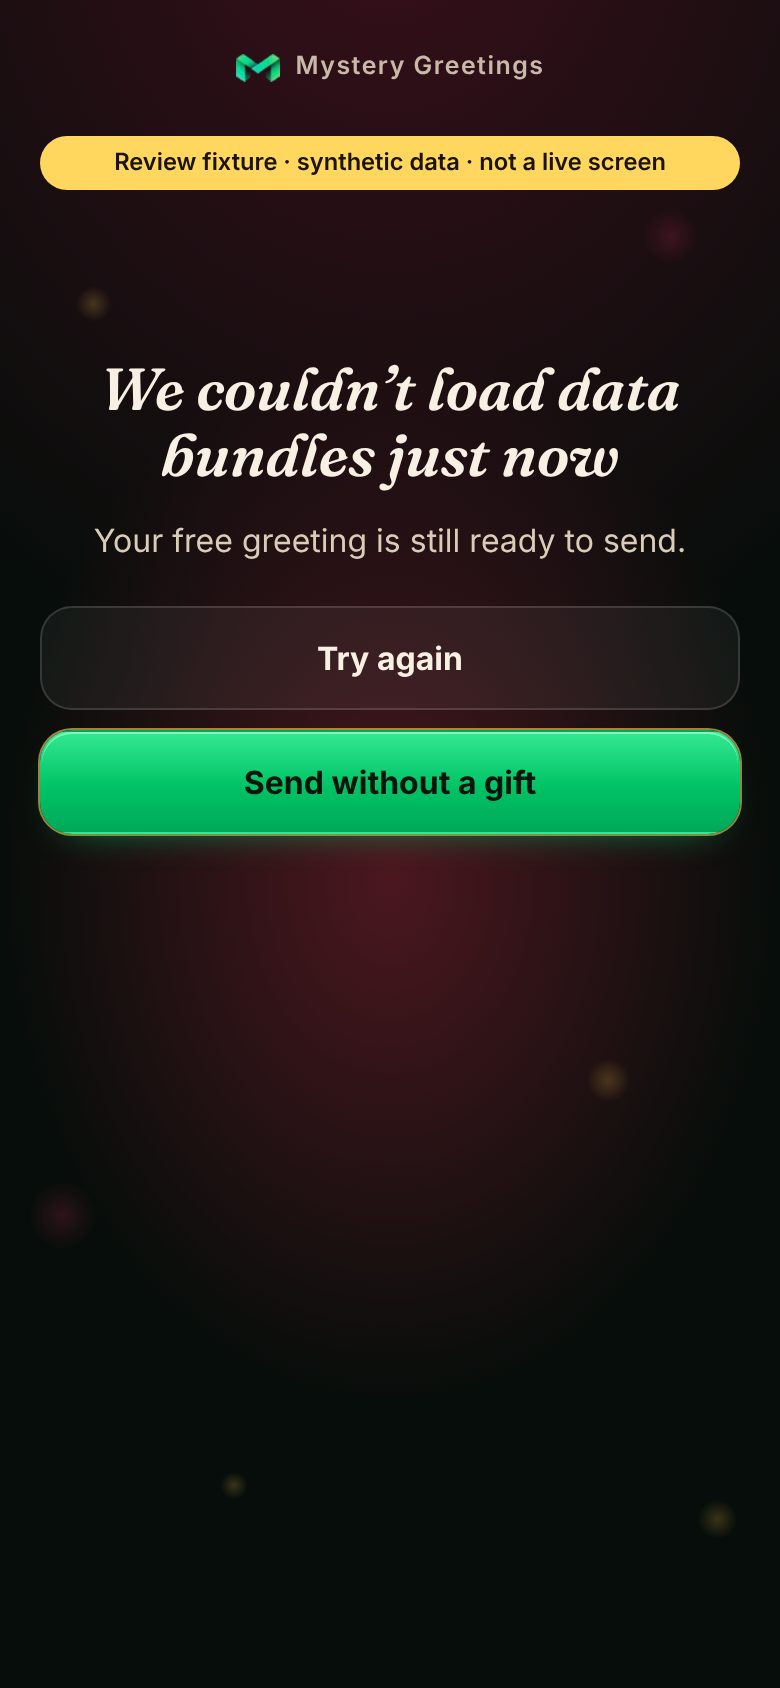 Mystery Greetings
Review fixture · synthetic data · not a live screen
We couldn’t load data
bundles just now
Your free greeting is still ready to send.
Try again
Send without a gift